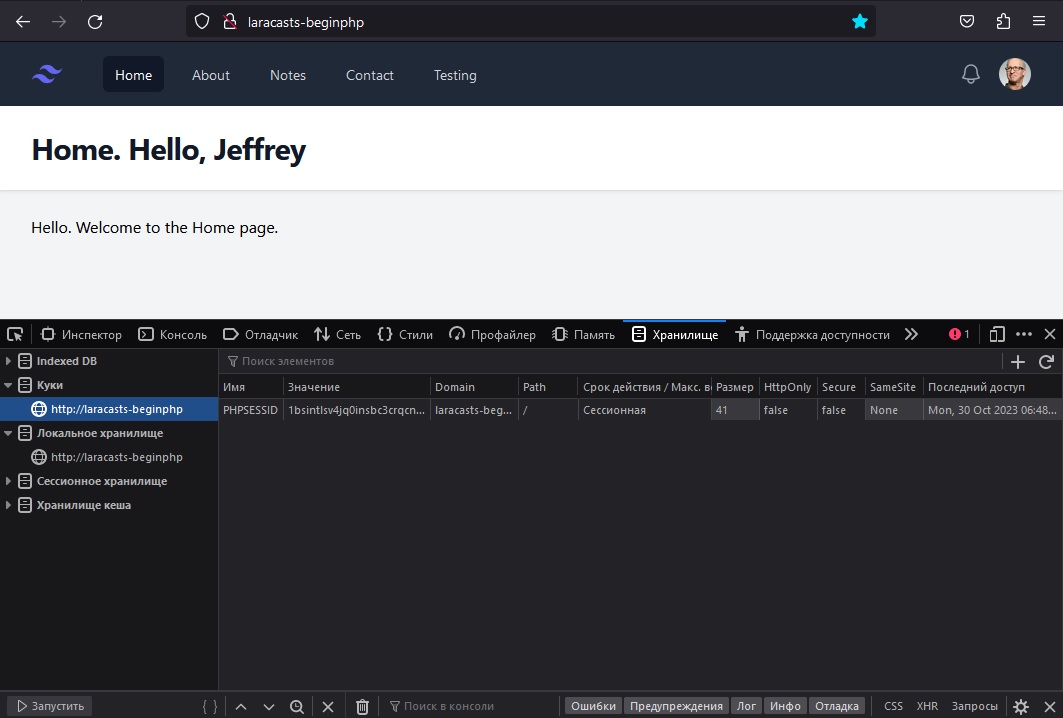 laracasts-beginphp
Home About Notes Contact Testing
Home. Hello, Jeffrey
Hello. Welcome to the Home page.
Инспектор Консоль Отладчик Сеть {} Стили Профайлер Память Хранилище Поддержка доступности 1
Indexed DB
Поиск элементов
Куки
Имя Значение Domain Path Срок действия / Макс. в Размер HttpOnly Secure SameSite Последний доступ
http://laracasts-beginphp
PHPSESSID 1bsintlsv4jq0insbc3crqcn... laracasts-beg... / Сессионная 41 false false None Mon, 30 Oct 2023 06:48...
Локальное хранилище
http://laracasts-beginphp
Сессионное хранилище
Хранилище кеша
Запустить { } Поиск в консоли Ошибки Предупреждения Лог Инфо Отладка CSS XHR Запросы